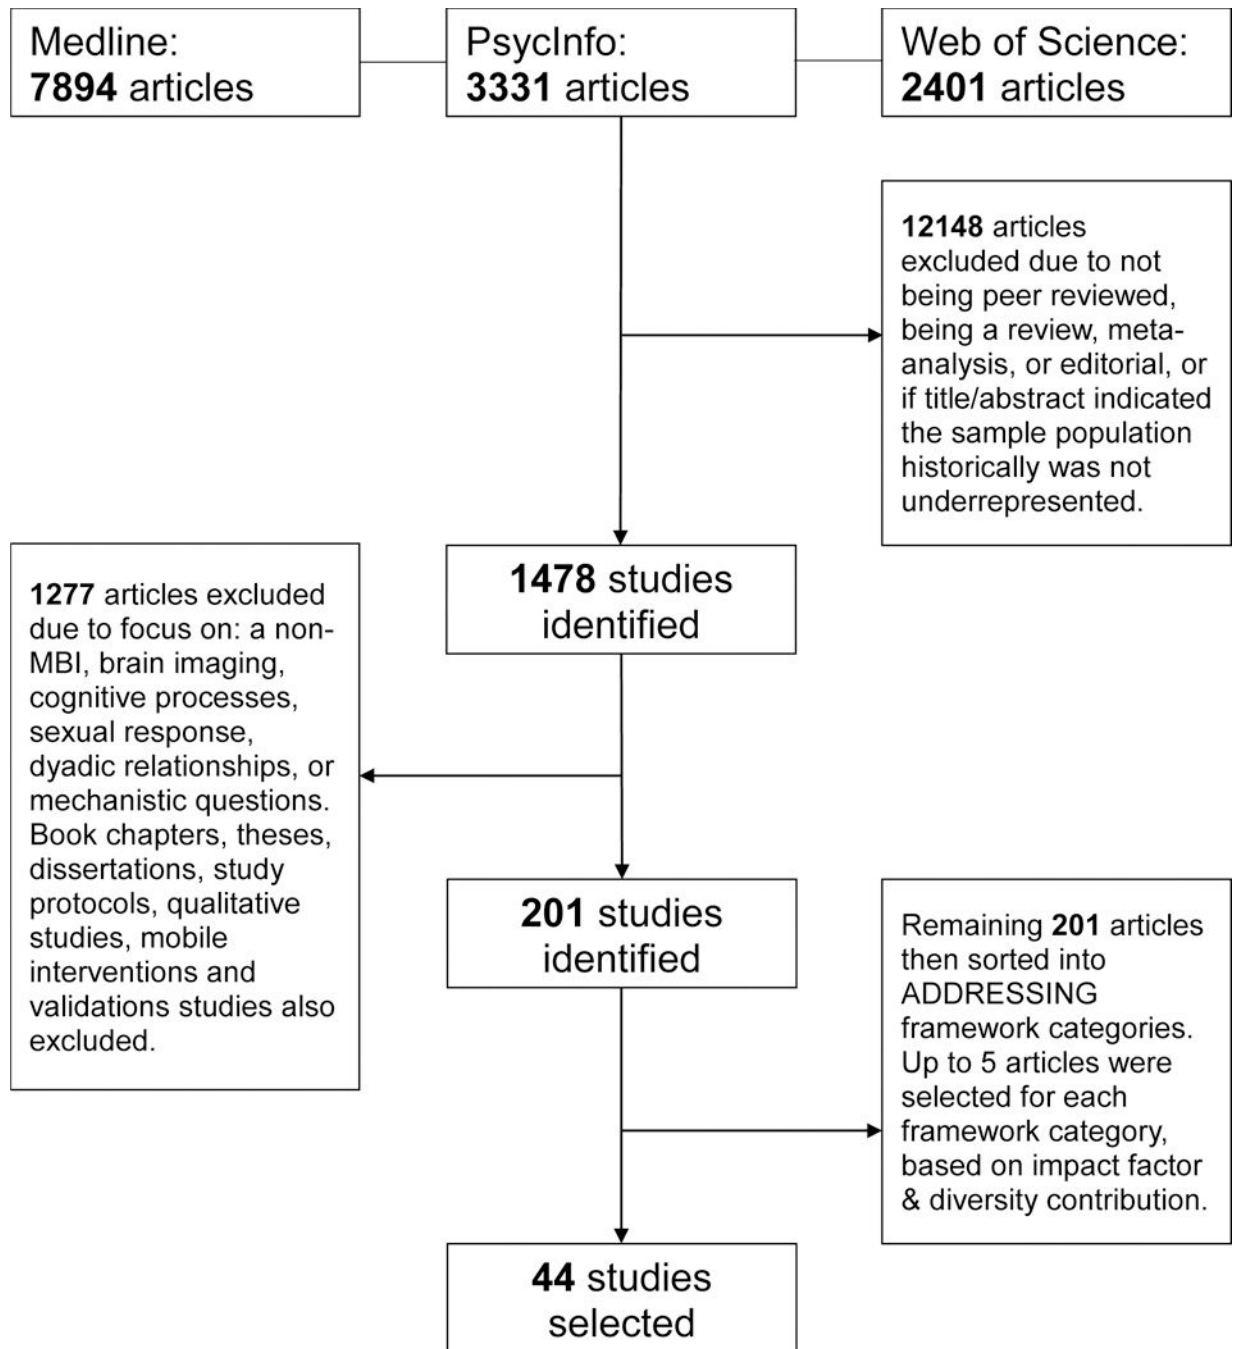 Medline:
7894 articles
PsycInfo:
3331 articles
Web of Science:
2401 articles
12148 articles
excluded due to not
being peer reviewed,
being a review, meta-
analysis, or editorial, or
if title/abstract indicated
the sample population
historically was not
underrepresented.
1478 studies
identified
1277 articles excluded
due to focus on: a non-
MBI, brain imaging,
cognitive processes,
sexual response,
dyadic relationships, or
mechanistic questions.
Book chapters, theses,
dissertations, study
protocols, qualitative
studies, mobile
interventions and
validations studies also
excluded.
201 studies
identified
Remaining 201 articles
then sorted into
ADDRESSING
framework categories.
Up to 5 articles were
selected for each
framework category,
based on impact factor
& diversity contribution.
44 studies
selected